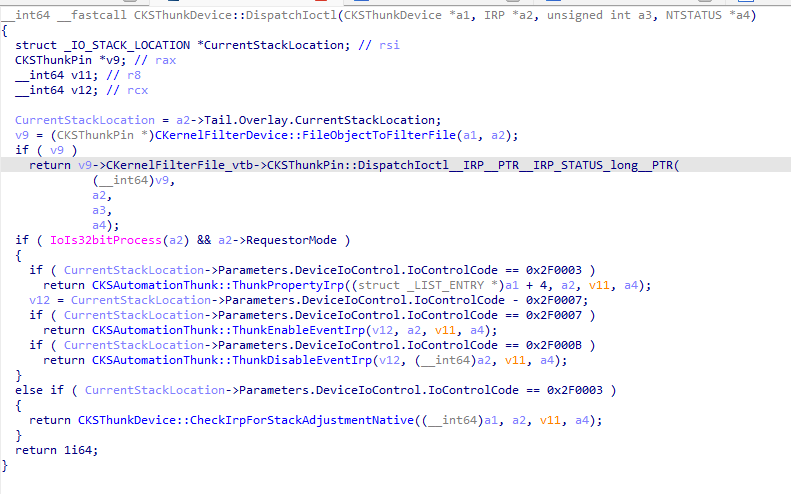 __int64 __fastcall CKSThunkDevice::DispatchIoctl(CKSThunkDevice *a1, IRP *a2, unsigned int a3, NTSTATUS *a4)
{
  struct _IO_STACK_LOCATION *CurrentStackLocation; // rsi
  CKSThunkPin *v9; // rax
  __int64 v11; // r8
  __int64 v12; // rcx

  CurrentStackLocation = a2->Tail.Overlay.CurrentStackLocation;
  v9 = (CKSThunkPin *)CKernelFilterDevice::FileObjectToFilterFile(a1, a2);
  if ( v9 )
    return v9->CKernelFilterFile_vtb->CKSThunkPin::DispatchIoctl__IRP__PTR__IRP_STATUS_long__PTR(
             (__int64)v9,
             a2,
             a3,
             a4);
  if ( IoIs32bitProcess(a2) && a2->RequestorMode )
  {
    if ( CurrentStackLocation->Parameters.DeviceIoControl.IoControlCode == 0x2F0003 )
      return CKSAutomationThunk::ThunkPropertyIrp((struct _LIST_ENTRY *)a1 + 4, a2, v11, a4);
    v12 = CurrentStackLocation->Parameters.DeviceIoControl.IoControlCode - 0x2F0007;
    if ( CurrentStackLocation->Parameters.DeviceIoControl.IoControlCode == 0x2F0007 )
      return CKSAutomationThunk::ThunkEnableEventIrp(v12, a2, v11, a4);
    if ( CurrentStackLocation->Parameters.DeviceIoControl.IoControlCode == 0x2F000B )
      return CKSAutomationThunk::ThunkDisableEventIrp(v12, (__int64)a2, v11, a4);
  }
  else if ( CurrentStackLocation->Parameters.DeviceIoControl.IoControlCode == 0x2F0003 )
  {
    return CKSThunkDevice::CheckIrpForStackAdjustmentNative((__int64)a1, a2, v11, a4);
  }
  return 1i64;
}